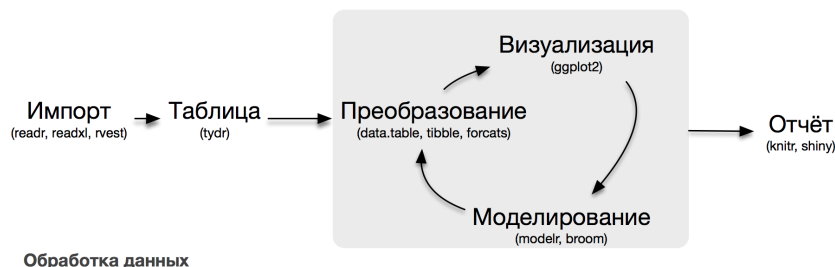 Визуализация
(ggplot2)
Импорт
(readr, readxl, rvest)
Таблица
(tydr)
Преобразование
(data.table, tibble, forcats)
Отчёт
(knitr, shiny)
Моделирование
(modelr, broom)
Обработка данных